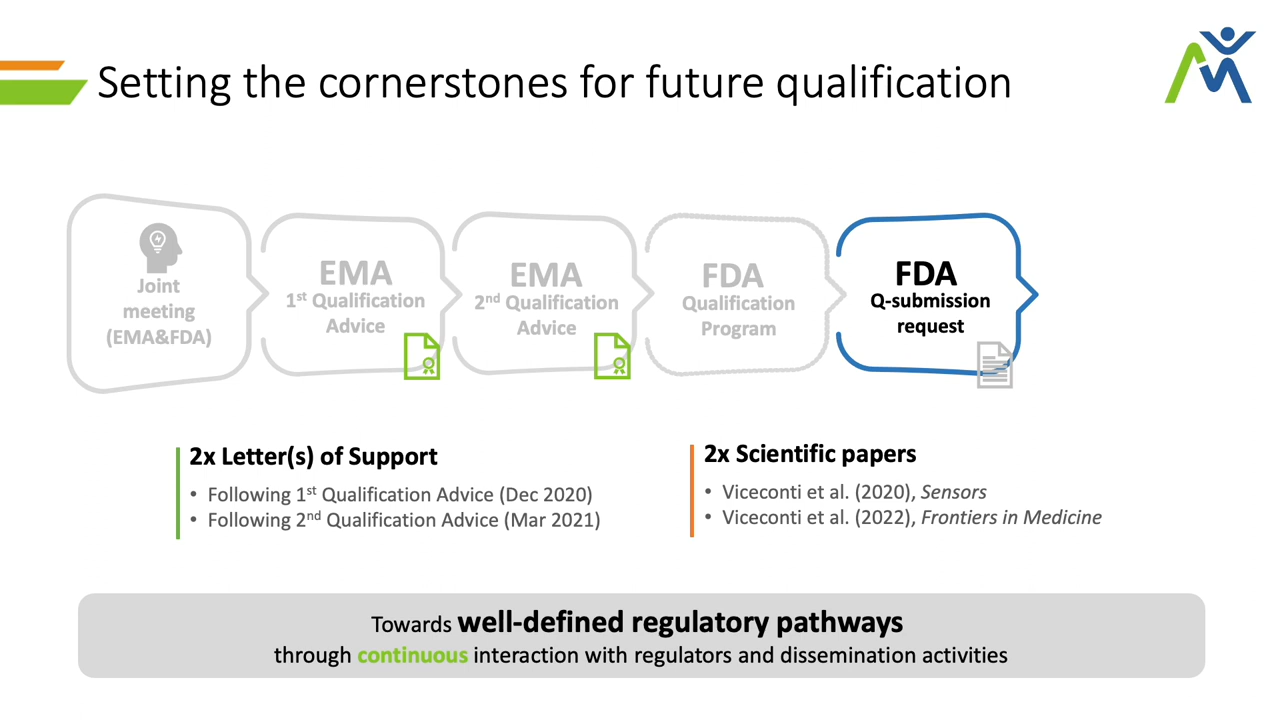 Setting the cornerstones for future qualification
Joint
meeting
(EMA&FDA)
EMA
1st Qualification
Advice
EMA
2nd Qualification
Advice
FDA
Qualification
Program
FDA
Q-submission
request
2x Letter(s) of Support
• Following 1st Qualification Advice (Dec 2020)
• Following 2nd Qualification Advice (Mar 2021)
2x Scientific papers
• Viceconti et al. (2020), Sensors
• Viceconti et al. (2022), Frontiers in Medicine
Towards well-defined regulatory pathways
through continuous interaction with regulators and dissemination activities